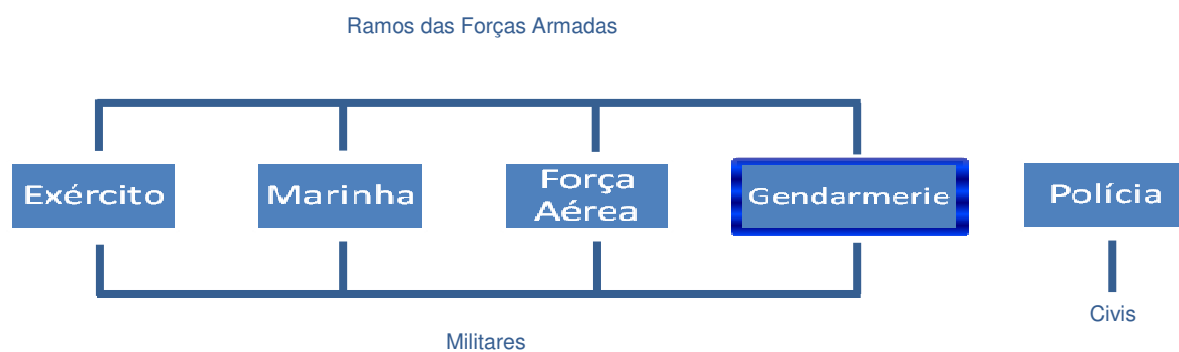 Ramos das Forças Armadas
Exército
Marinha
Força
Aérea
Gendarmerie
Polícia
Civis
Militares